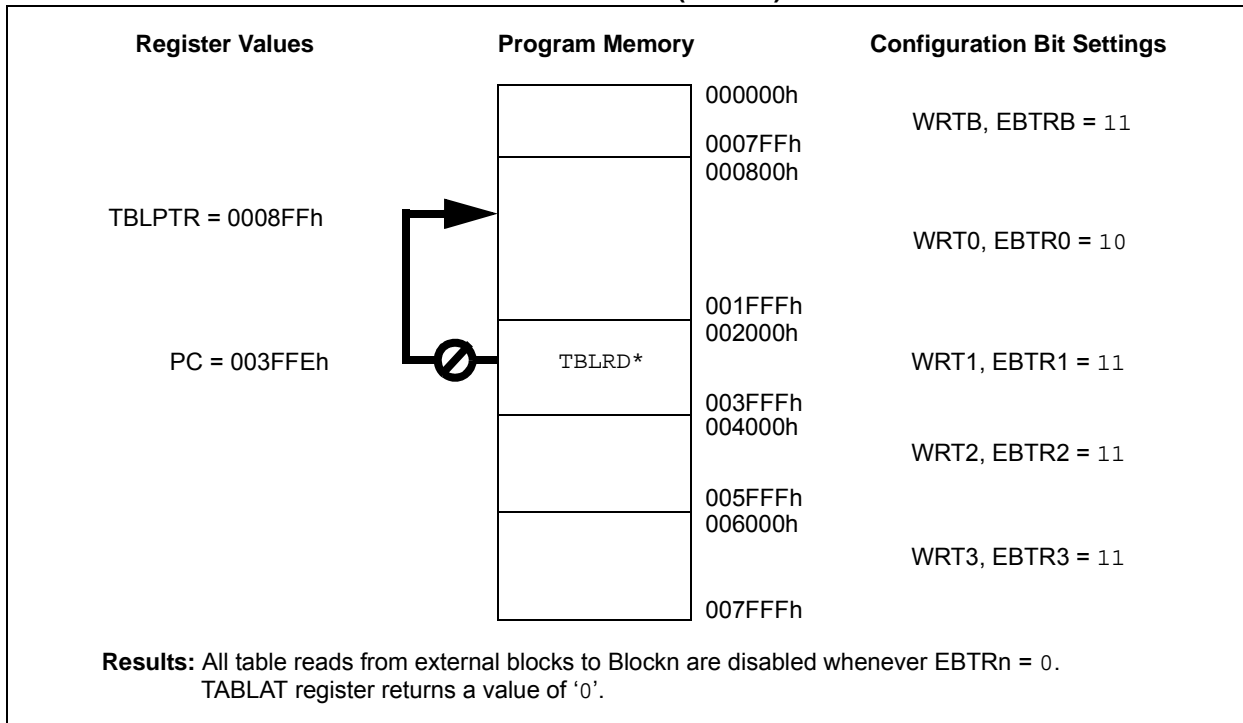 Register Values Program Memory Configuration Bit Settings
000000h
WRTB, EBTRB = 11
0007FFh
000800h
TBLPTR = 0008FFh
WRT0, EBTR0 = 10
001FFFh
002000h
PC = 003FFEh TBLRD* WRT1, EBTR1 = 11
003FFFh
004000h
WRT2, EBTR2 = 11
005FFFh
006000h
WRT3, EBTR3 = 11
007FFFh
Results: All table reads from external blocks to Blockn are disabled whenever EBTRn = 0.
TABLAT register returns a value of ‘0’.